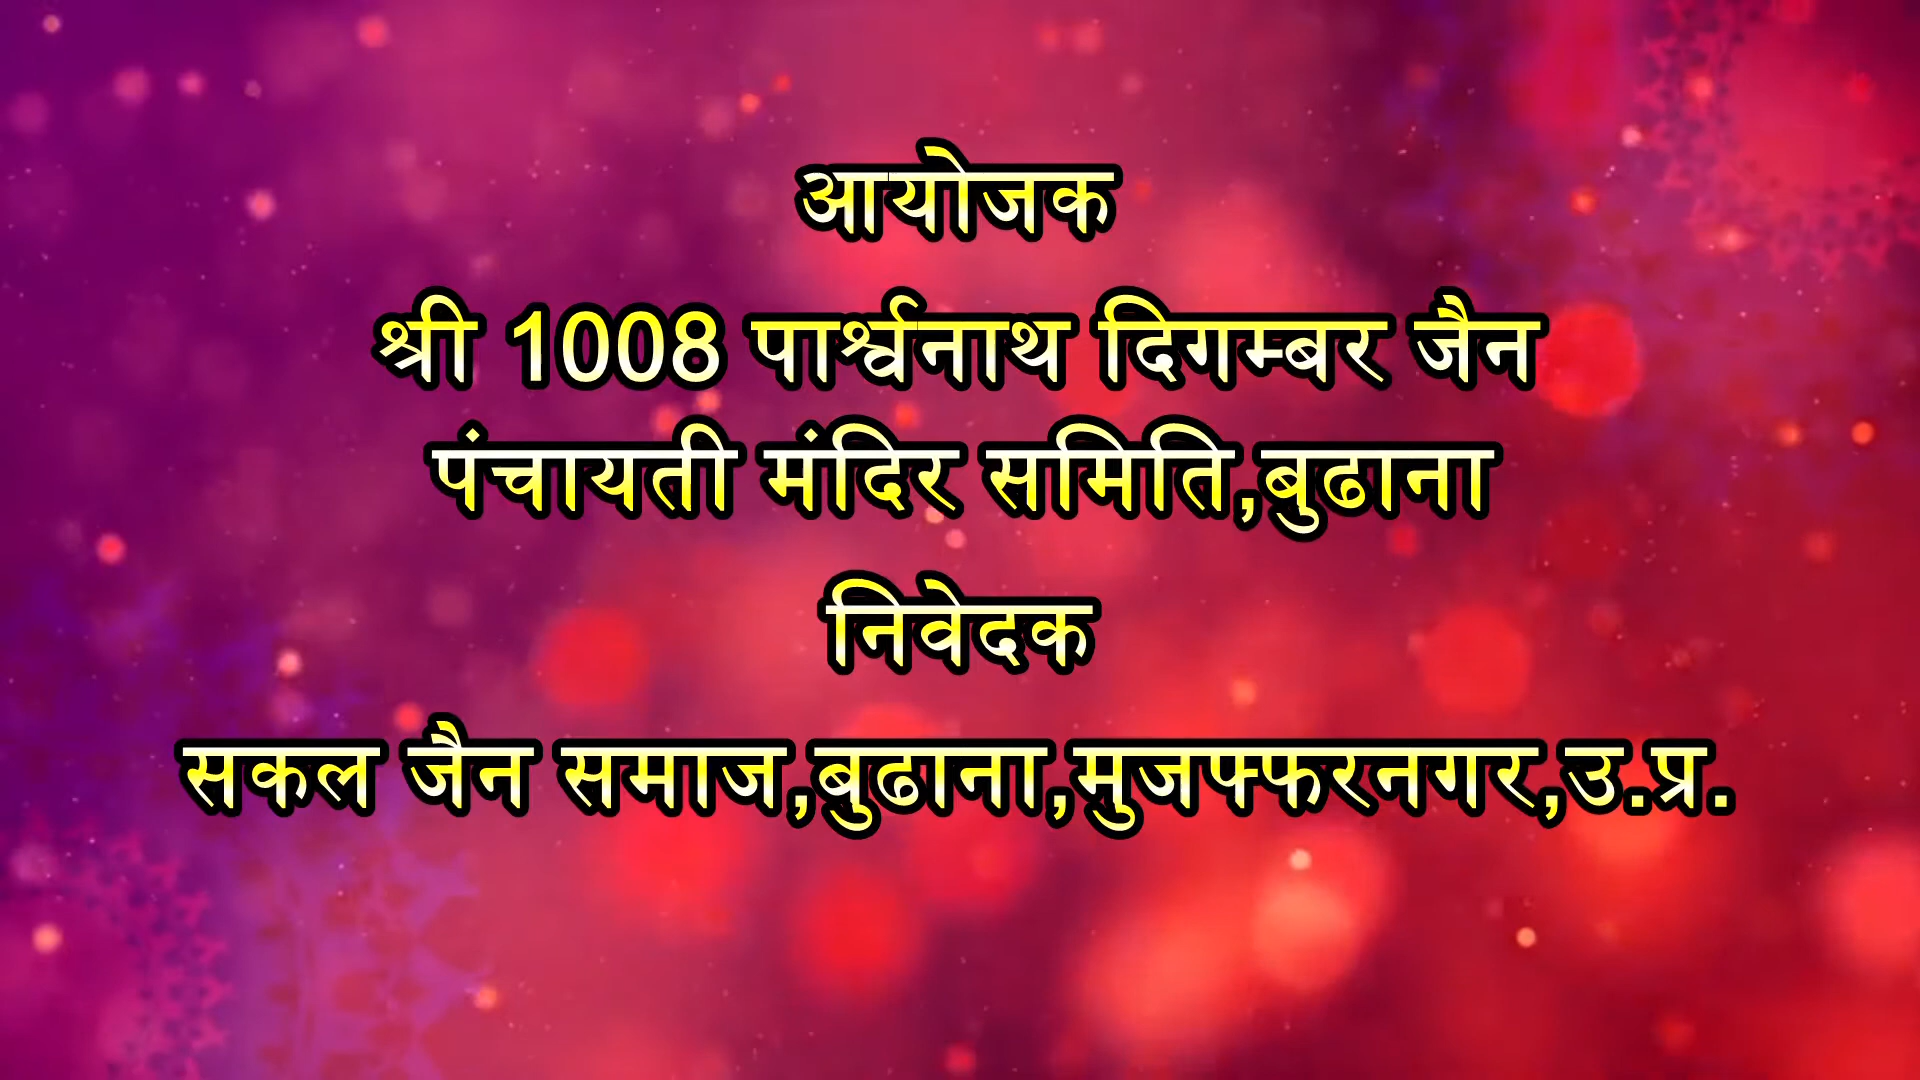 आयोजक
श्री 1008 पार्श्वनाथ दिगम्बर जैन
पंचायती मंदिर समिति,बुढाना
निवेदक
सकल जैन समाज,बुढाना,मुजफ्फरनगर,उ.प्र.